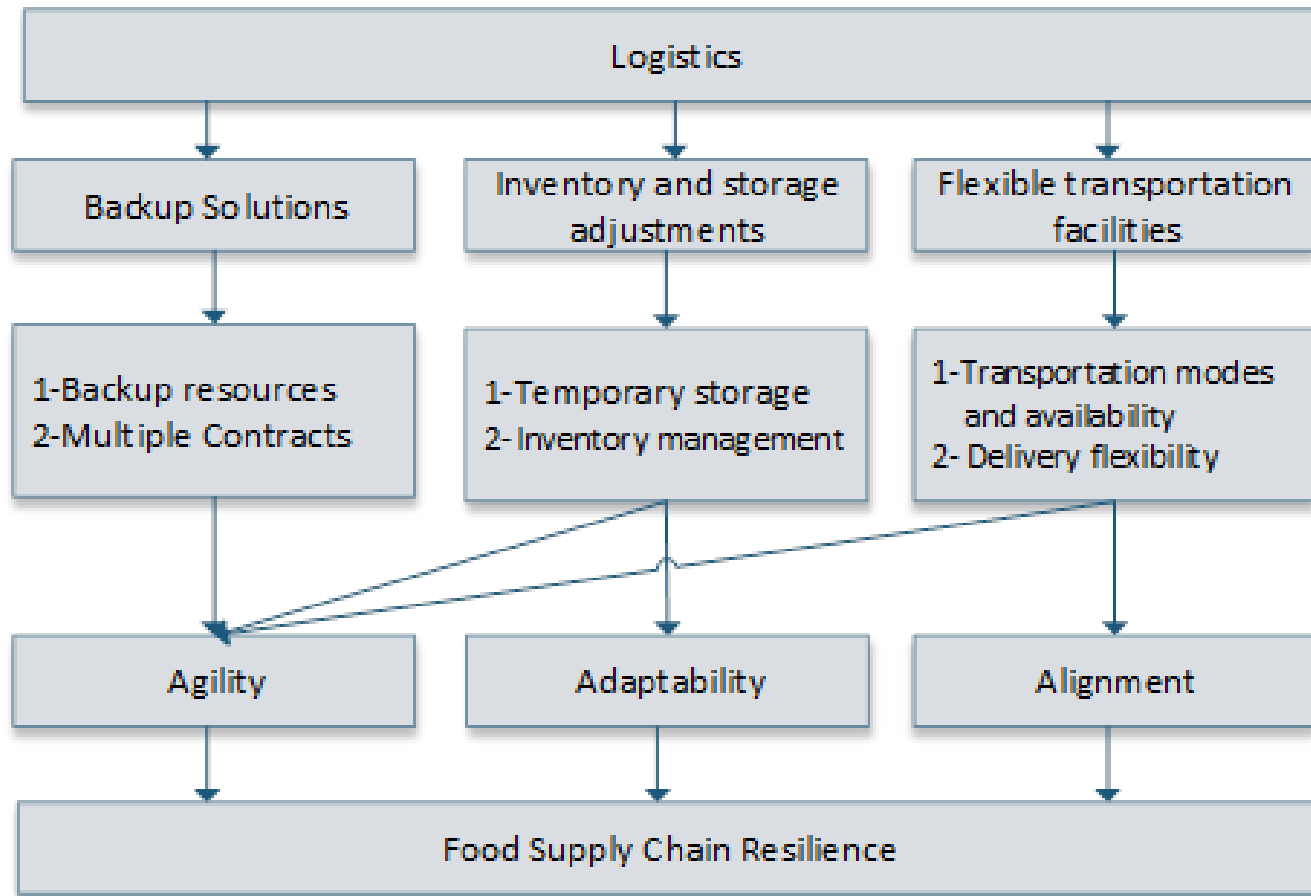 Logistics
Backup Solutions
Inventory and storage
adjustments
Flexible transportation
facilities
1-Backup resources
2-Multiple Contracts
1-Temporary storage
2- Inventory management
1-Transportation modes
and availability
2- Delivery flexibility
Agility
Adaptability
Alignment
Food Supply Chain Resilience